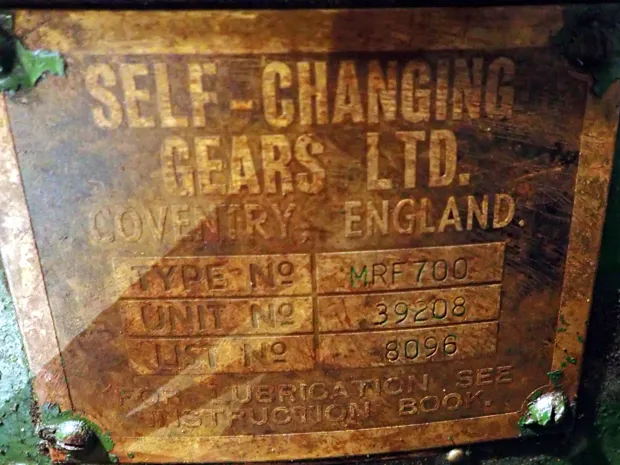 SELF-CHANGING
GEARS LTD.
COVENTRY, ENGLAND.
TYPE Nº MRF700
UNIT Nº 39208
LIST Nº 8096
FOR LUBRICATION SEE
INSTRUCTION BOOK.